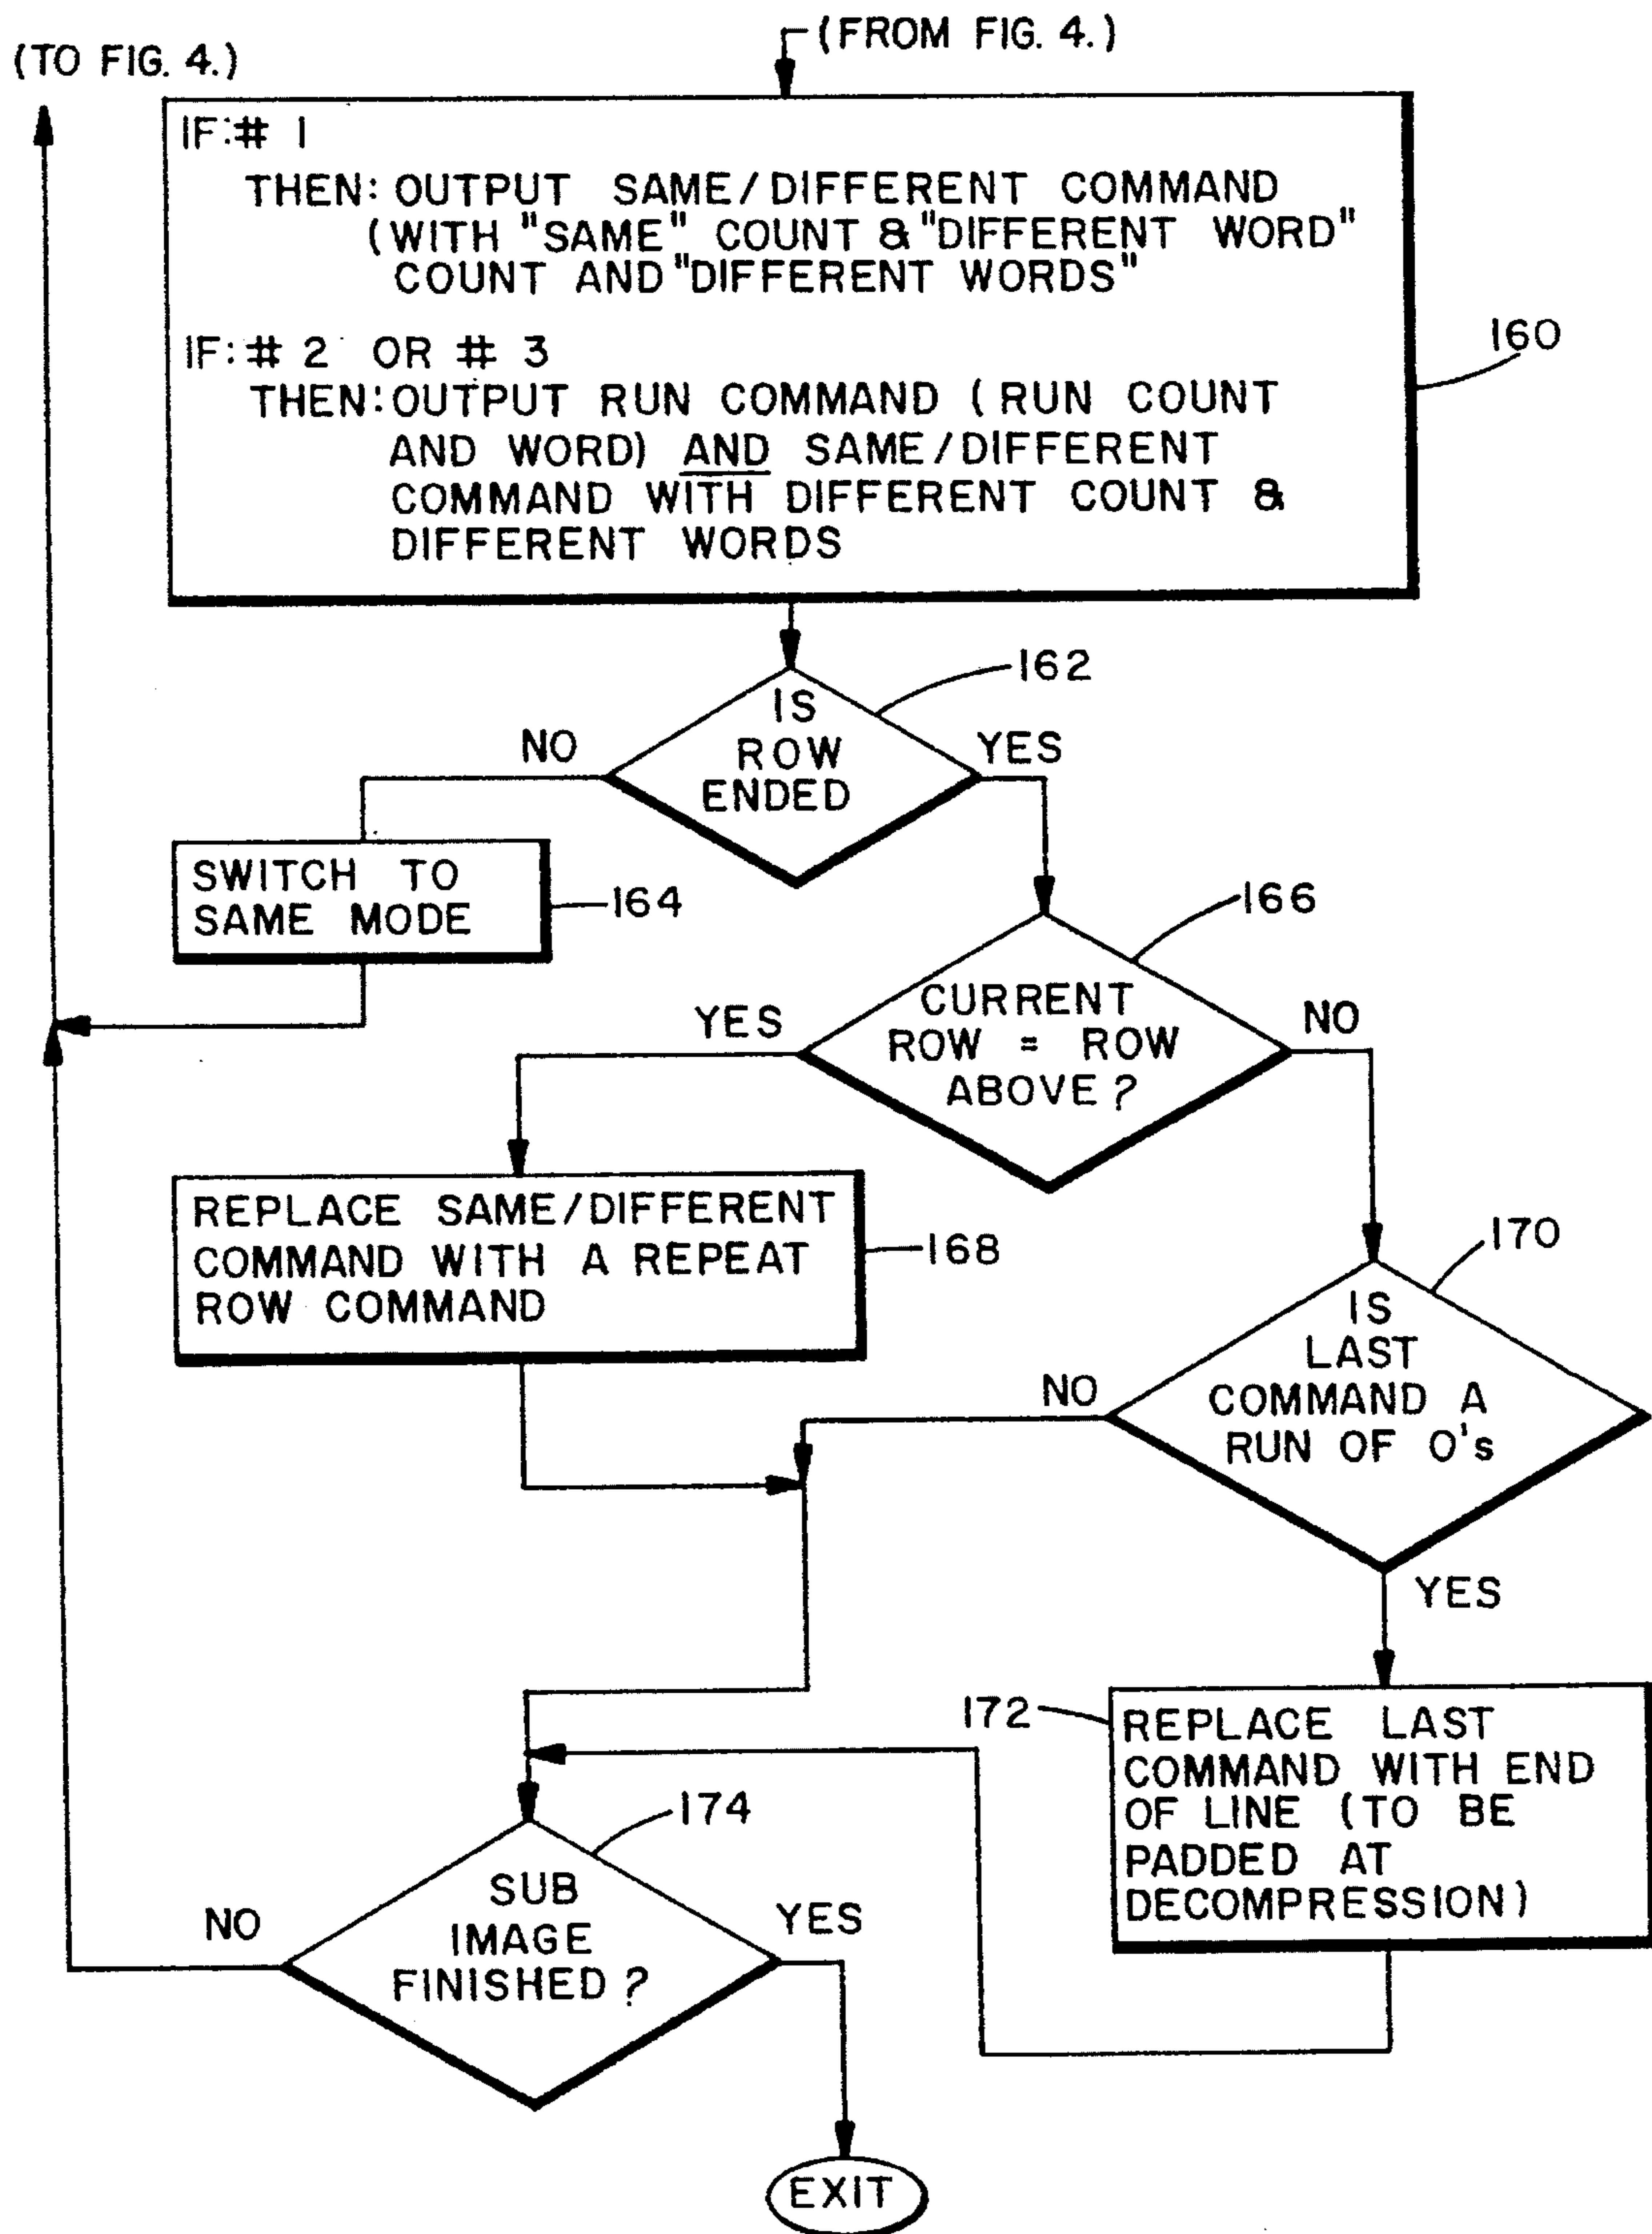 (TO FIG. 4.)
(FROM FIG. 4.)
IF:# 1
THEN: OUTPUT SAME/DIFFERENT COMMAND
(WITH "SAME" COUNT & "DIFFERENT WORD"
COUNT AND "DIFFERENT WORDS"
IF:# 2 OR # 3
THEN:OUTPUT RUN COMMAND (RUN COUNT
AND WORD) AND SAME/DIFFERENT
COMMAND WITH DIFFERENT COUNT &
DIFFERENT WORDS
160
162
IS
ROW
ENDED
NO
YES
SWITCH TO
SAME MODE
164
166
CURRENT
ROW = ROW
ABOVE?
YES
NO
REPLACE SAME/DIFFERENT
COMMAND WITH A REPEAT
ROW COMMAND
168
170
IS
LAST
COMMAND A
RUN OF 0's
NO
YES
172
REPLACE LAST
COMMAND WITH END
OF LINE (TO BE
PADDED AT
DECOMPRESSION)
174
SUB
IMAGE
FINISHED?
NO
YES
EXIT